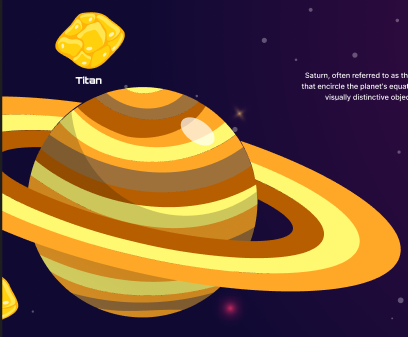 Titan
Saturn, often referred to as th
that encircle the planet's equat
visually distinctive objec